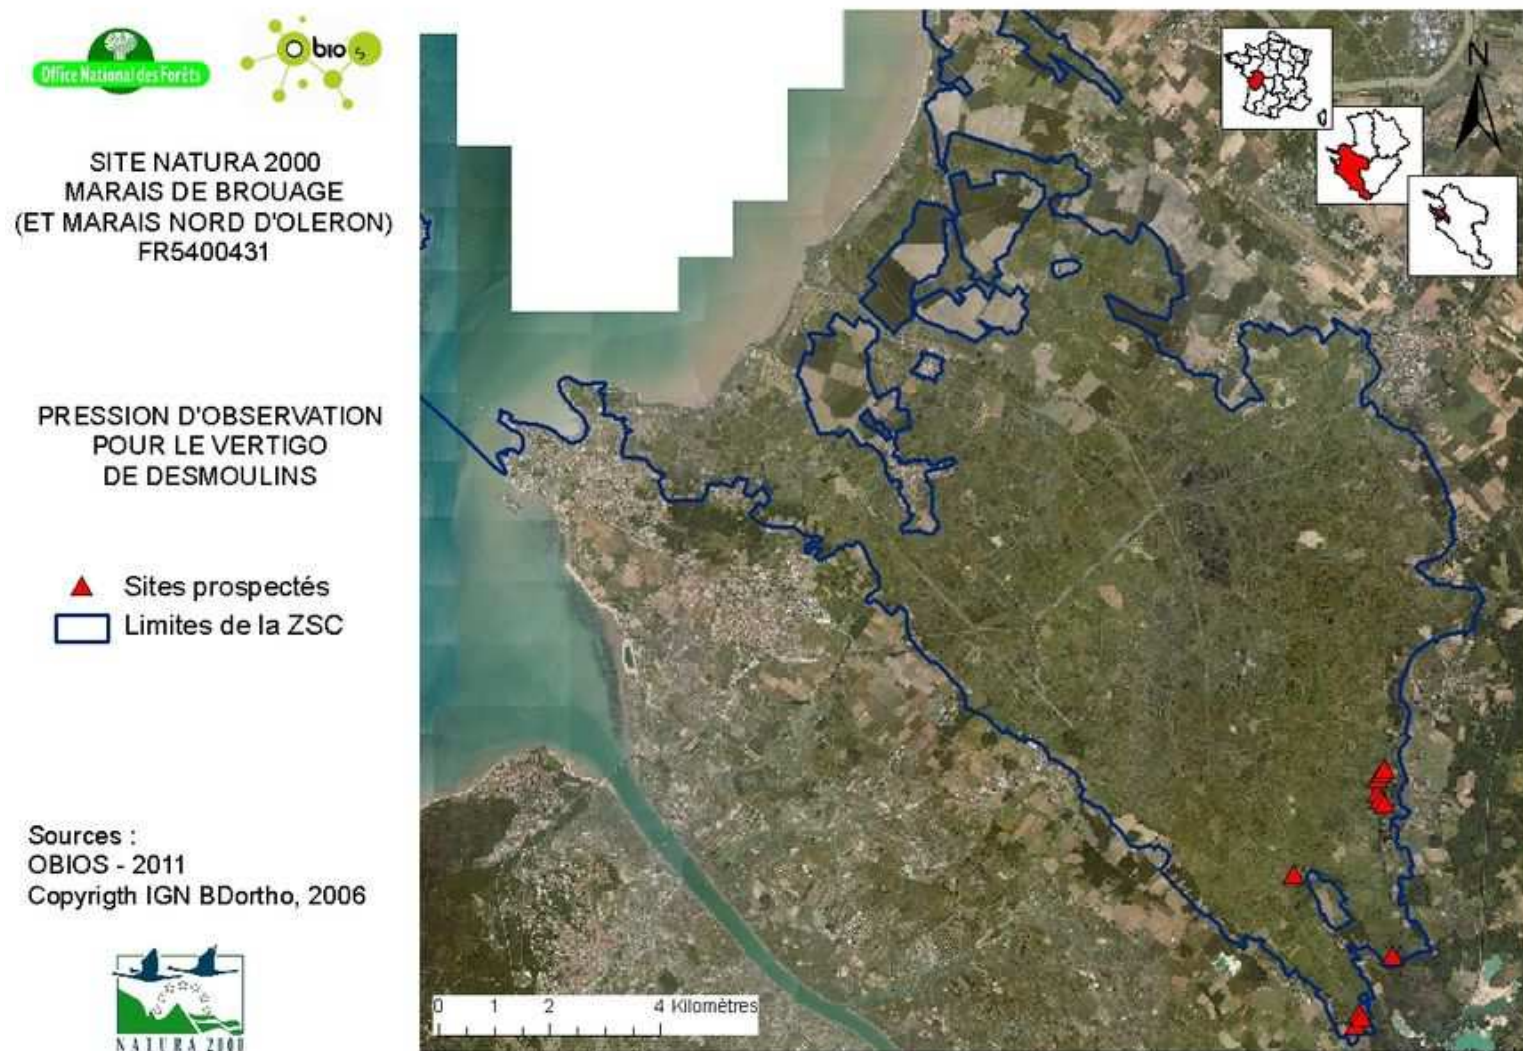 Office National des Forêts
Obios
SITE NATURA 2000
MARAIS DE BROUAGE
(ET MARAIS NORD D'OLERON)
FR5400431
PRESSION D'OBSERVATION
POUR LE VERTIGO
DE DESMOULINS
Sites prospectés
Limites de la ZSC
Sources :
OBIOS - 2011
Copyrigth IGN BDortho, 2006
NATURA 2000
N
0 1 2 4 Kilomètres